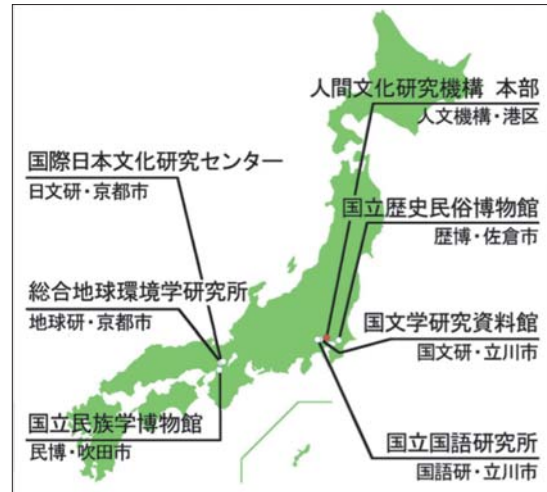 人間文化研究機構 本部
人文機構・港区
国際日本文化研究センター
日文研・京都市
国立歴史民俗博物館
歴博・佐倉市
総合地球環境学研究所
地球研・京都市
国文学研究資料館
国文研・立川市
国立民族学博物館
民博・吹田市
国立国語研究所
国語研・立川市